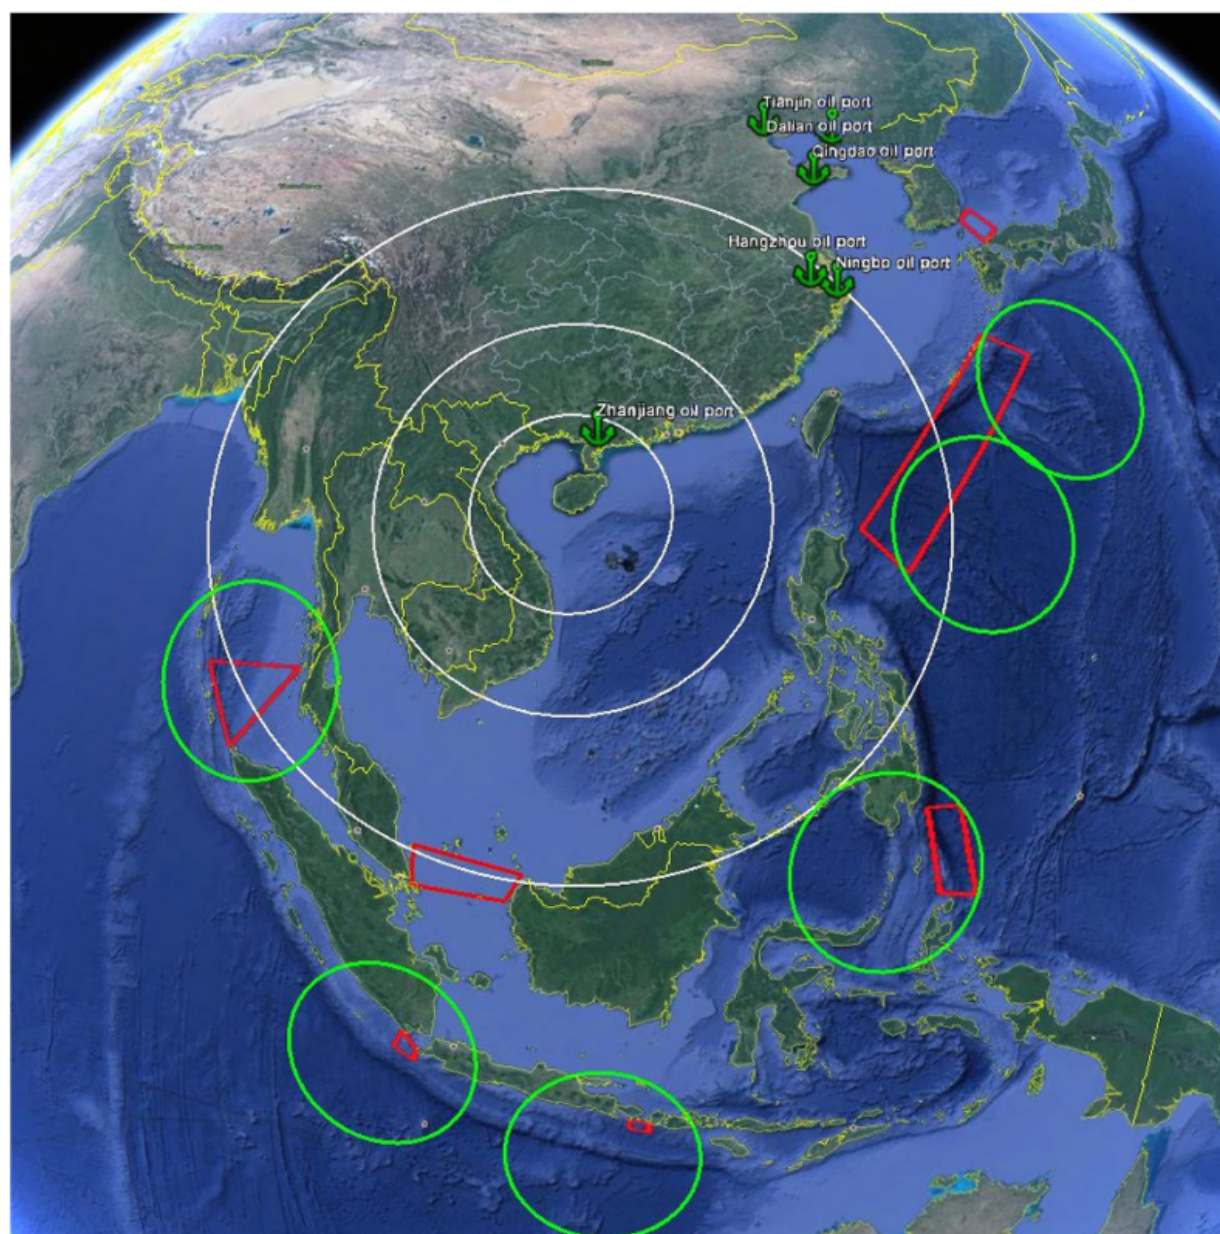 Tianjin oil port
Dalian oil port
Qingdao oil port
Hangzhou oil port
Ningbo oil port
Zhanjiang oil port